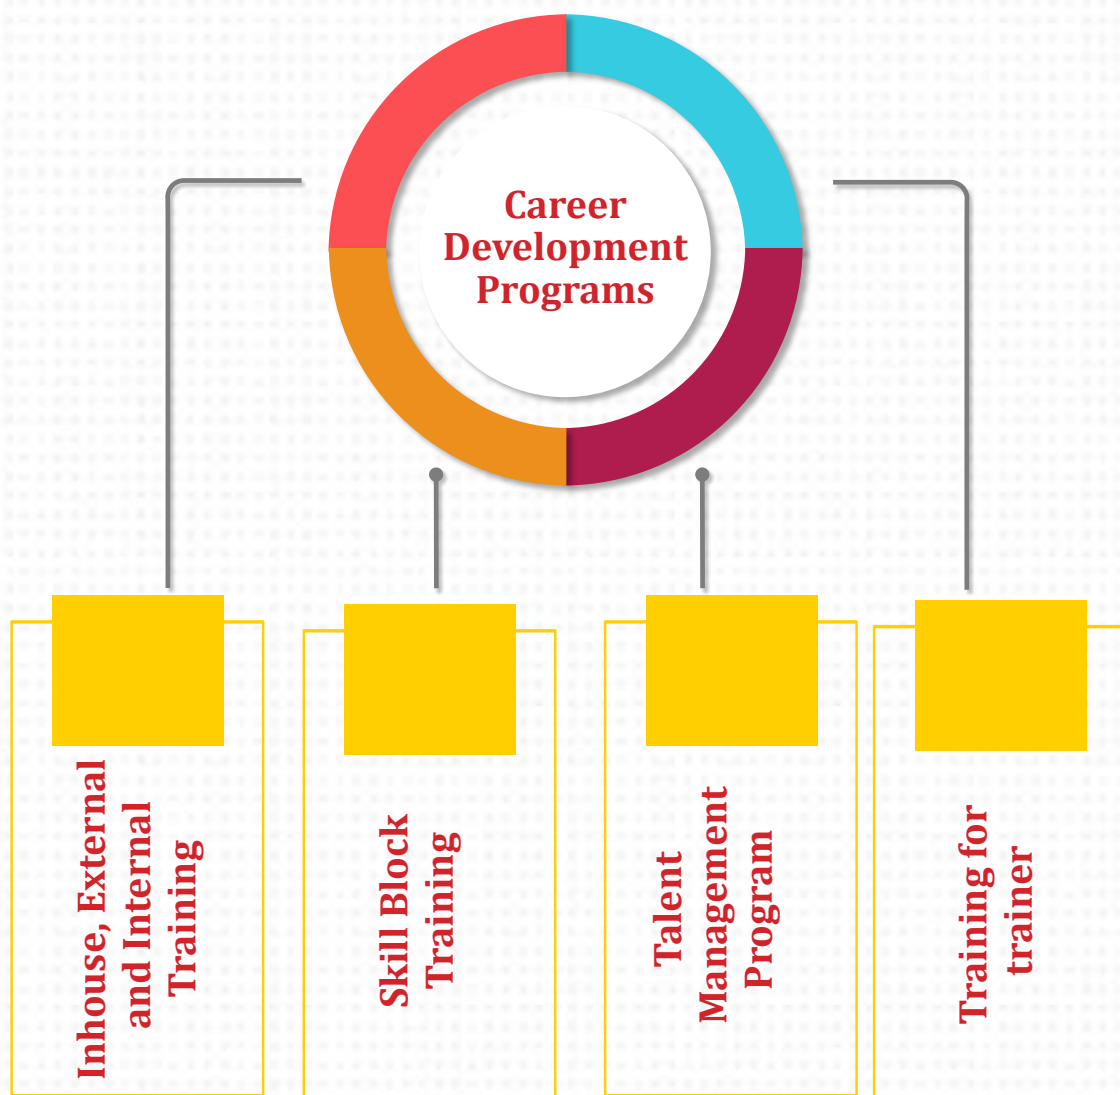 Career
Development
Programs
Inhouse, External
and Internal
Training
Skill Block
Training
Talent
Management
Program
Training for
trainer